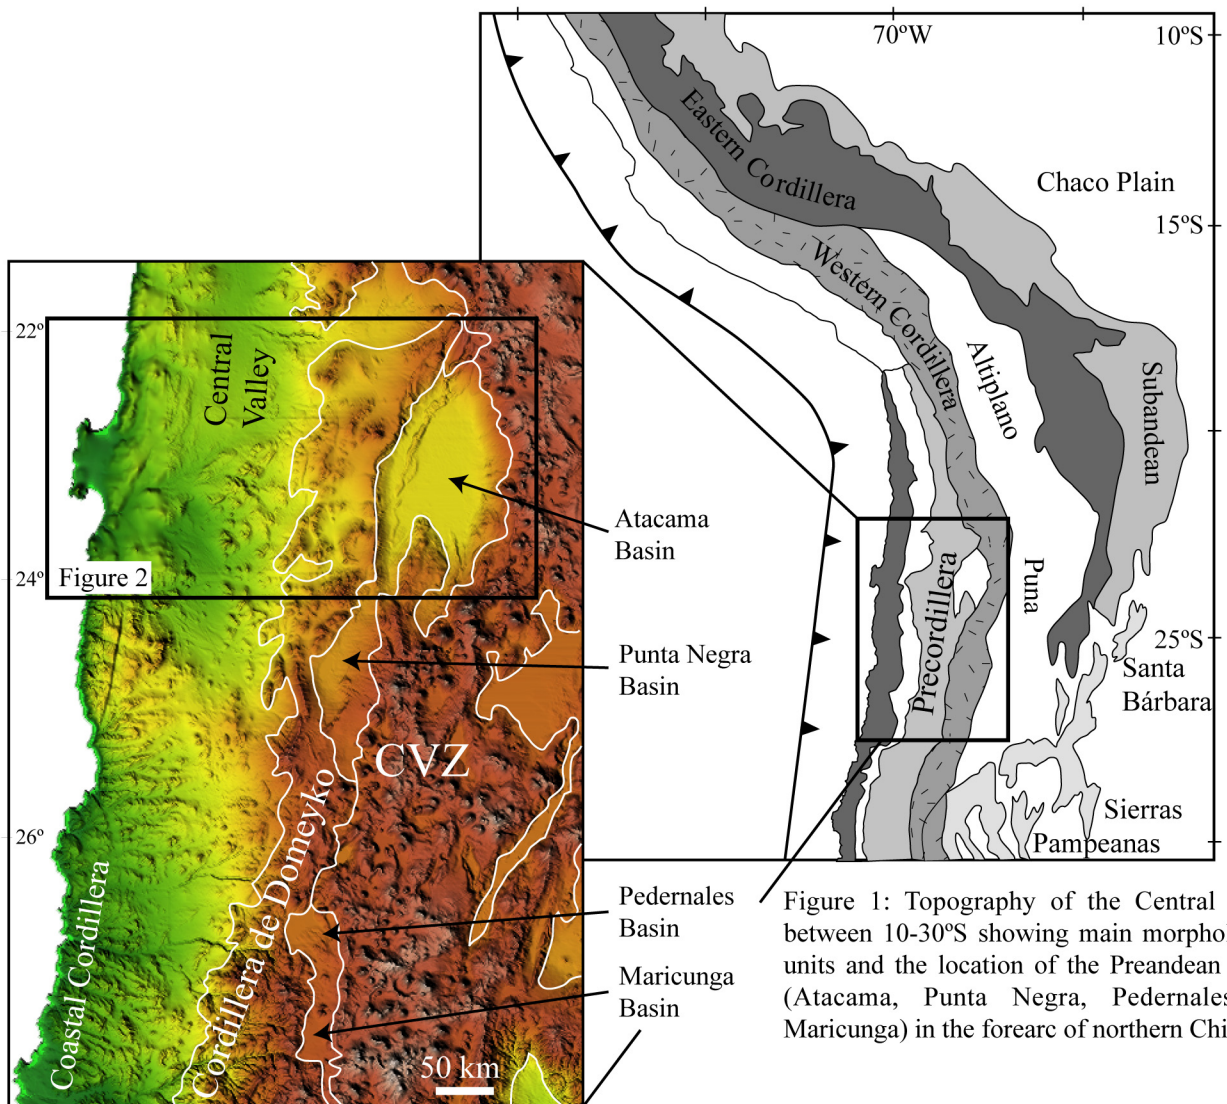 70ºW
10ºS
Eastern Cordillera
Chaco Plain
15ºS
Western Cordillera
Altiplano
Subandean
22º
Central
Valley
Atacama
Basin
Precordillera
Puna
24º
Figure 2
25ºS
Santa
Bárbara
Punta Negra
Basin
CVZ
Sierras
Pampeanas
26º
Coastal Cordillera
Cordillera de Domeyko
Pedernales
Basin
Maricunga
Basin
50 km
Figure 1: Topography of the Central
between 10-30ºS showing main morpho
units and the location of the Preandean
(Atacama, Punta Negra, Pedernales
Maricunga) in the forearc of northern Chi